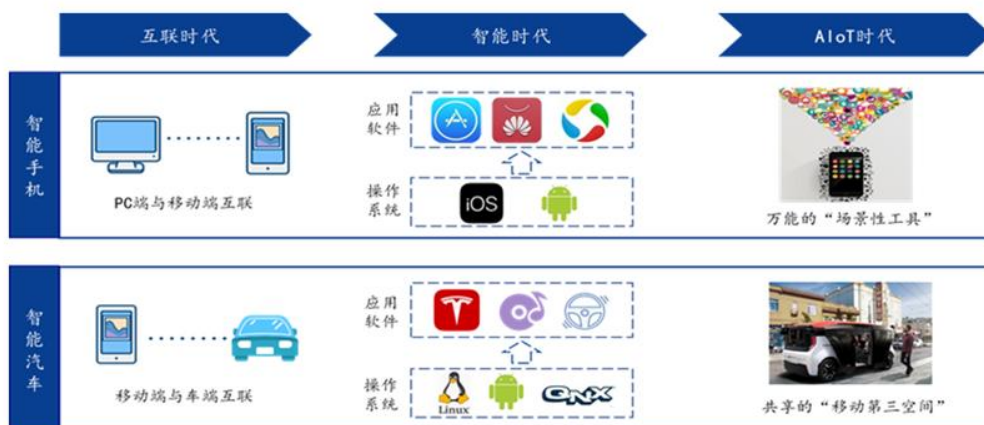 互联时代
智能时代
AIoT时代
智能手机
PC端与移动端互联
应用
软件
操作
系统
iOS
万能的“场景性工具”
智能汽车
移动端与车端互联
应用
软件
操作
系统
Linux
QNX
共享的“移动第三空间”